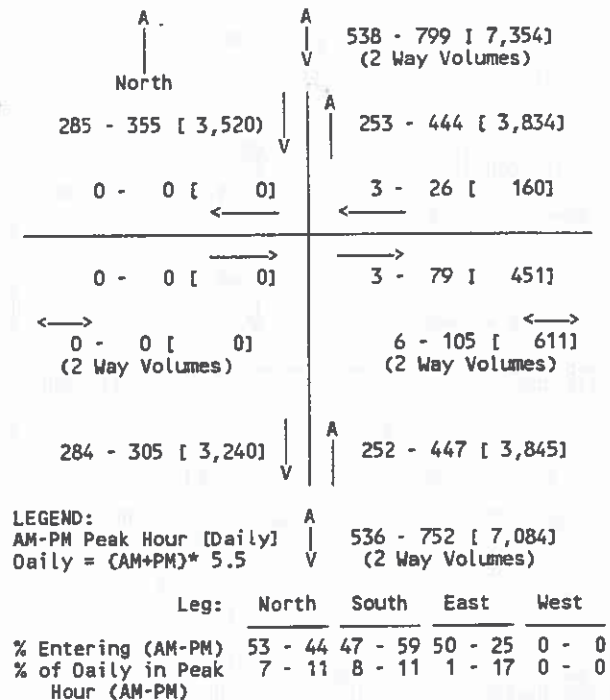 A .
North
A
V
538 - 799 I 7,354]
(2 Way Volumes)
285 - 355 [ 3,520)
V
A
253 - 444 [ 3,834]
0 - 0 [ 0]
<----
3 - 26 [ 160]
<----
---->
0 - 0 [ 0]
---->
3 - 79 I 451]
<--->
0 - 0 [ 0]
(2 Way Volumes)
<--->
6 - 105 [ 611]
(2 Way Volumes)
284 - 305 [ 3,240]
V
A
252 - 447 [ 3,845]
LEGEND:
AM-PM Peak Hour [Daily]
Daily = (AM+PM)* 5.5
A
V
536 - 752 [ 7,084]
(2 Way Volumes)
Leg: North South East West
% Entering (AM-PM) 53 - 44 47 - 59 50 - 25 0 - 0
% of Daily in Peak 7 - 11 8 - 11 1 - 17 0 - 0
Hour (AM-PM)